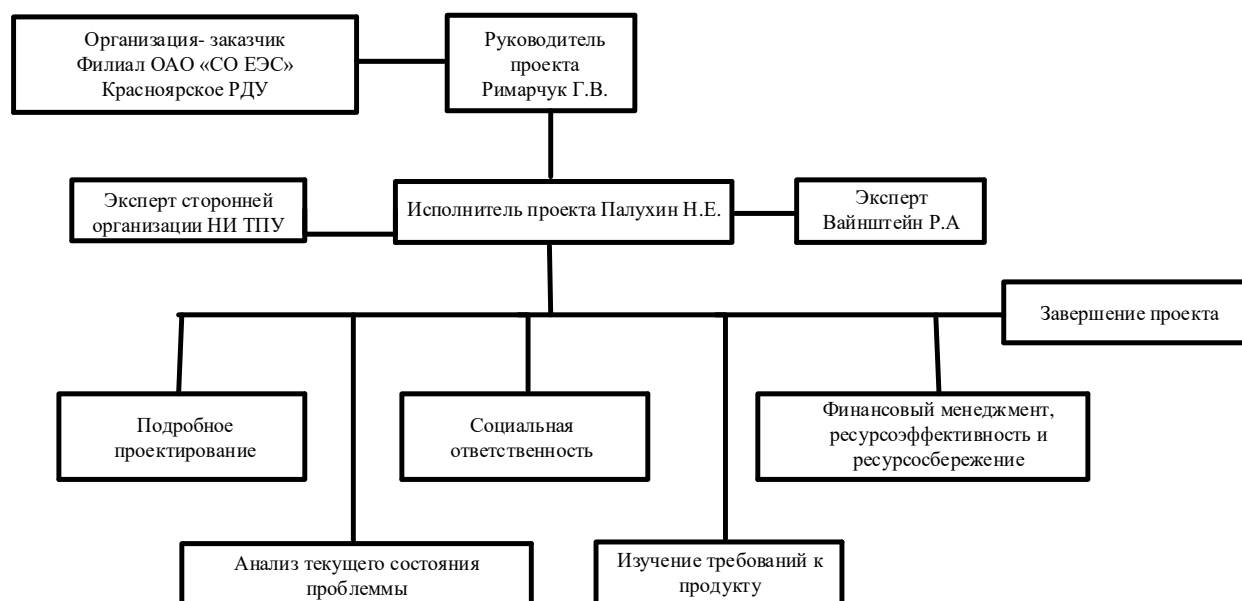 Организация- заказчик
Филиал ОАО «СО ЕЭС»
Красноярское РДУ
Руководитель
проекта
Римарчук Г.В.
Эксперт сторонней
организации НИ ТПУ
Исполнитель проекта Палухин Н.Е.
Эксперт
Вайнштейн Р.А
Завершение проекта
Подробное
проектирование
Социальная
ответственность
Финансовый менеджмент,
ресурсоэффективность и
ресурсосбережение
Анализ текущего состояния
проблеммы
Изучение требований к
продукту